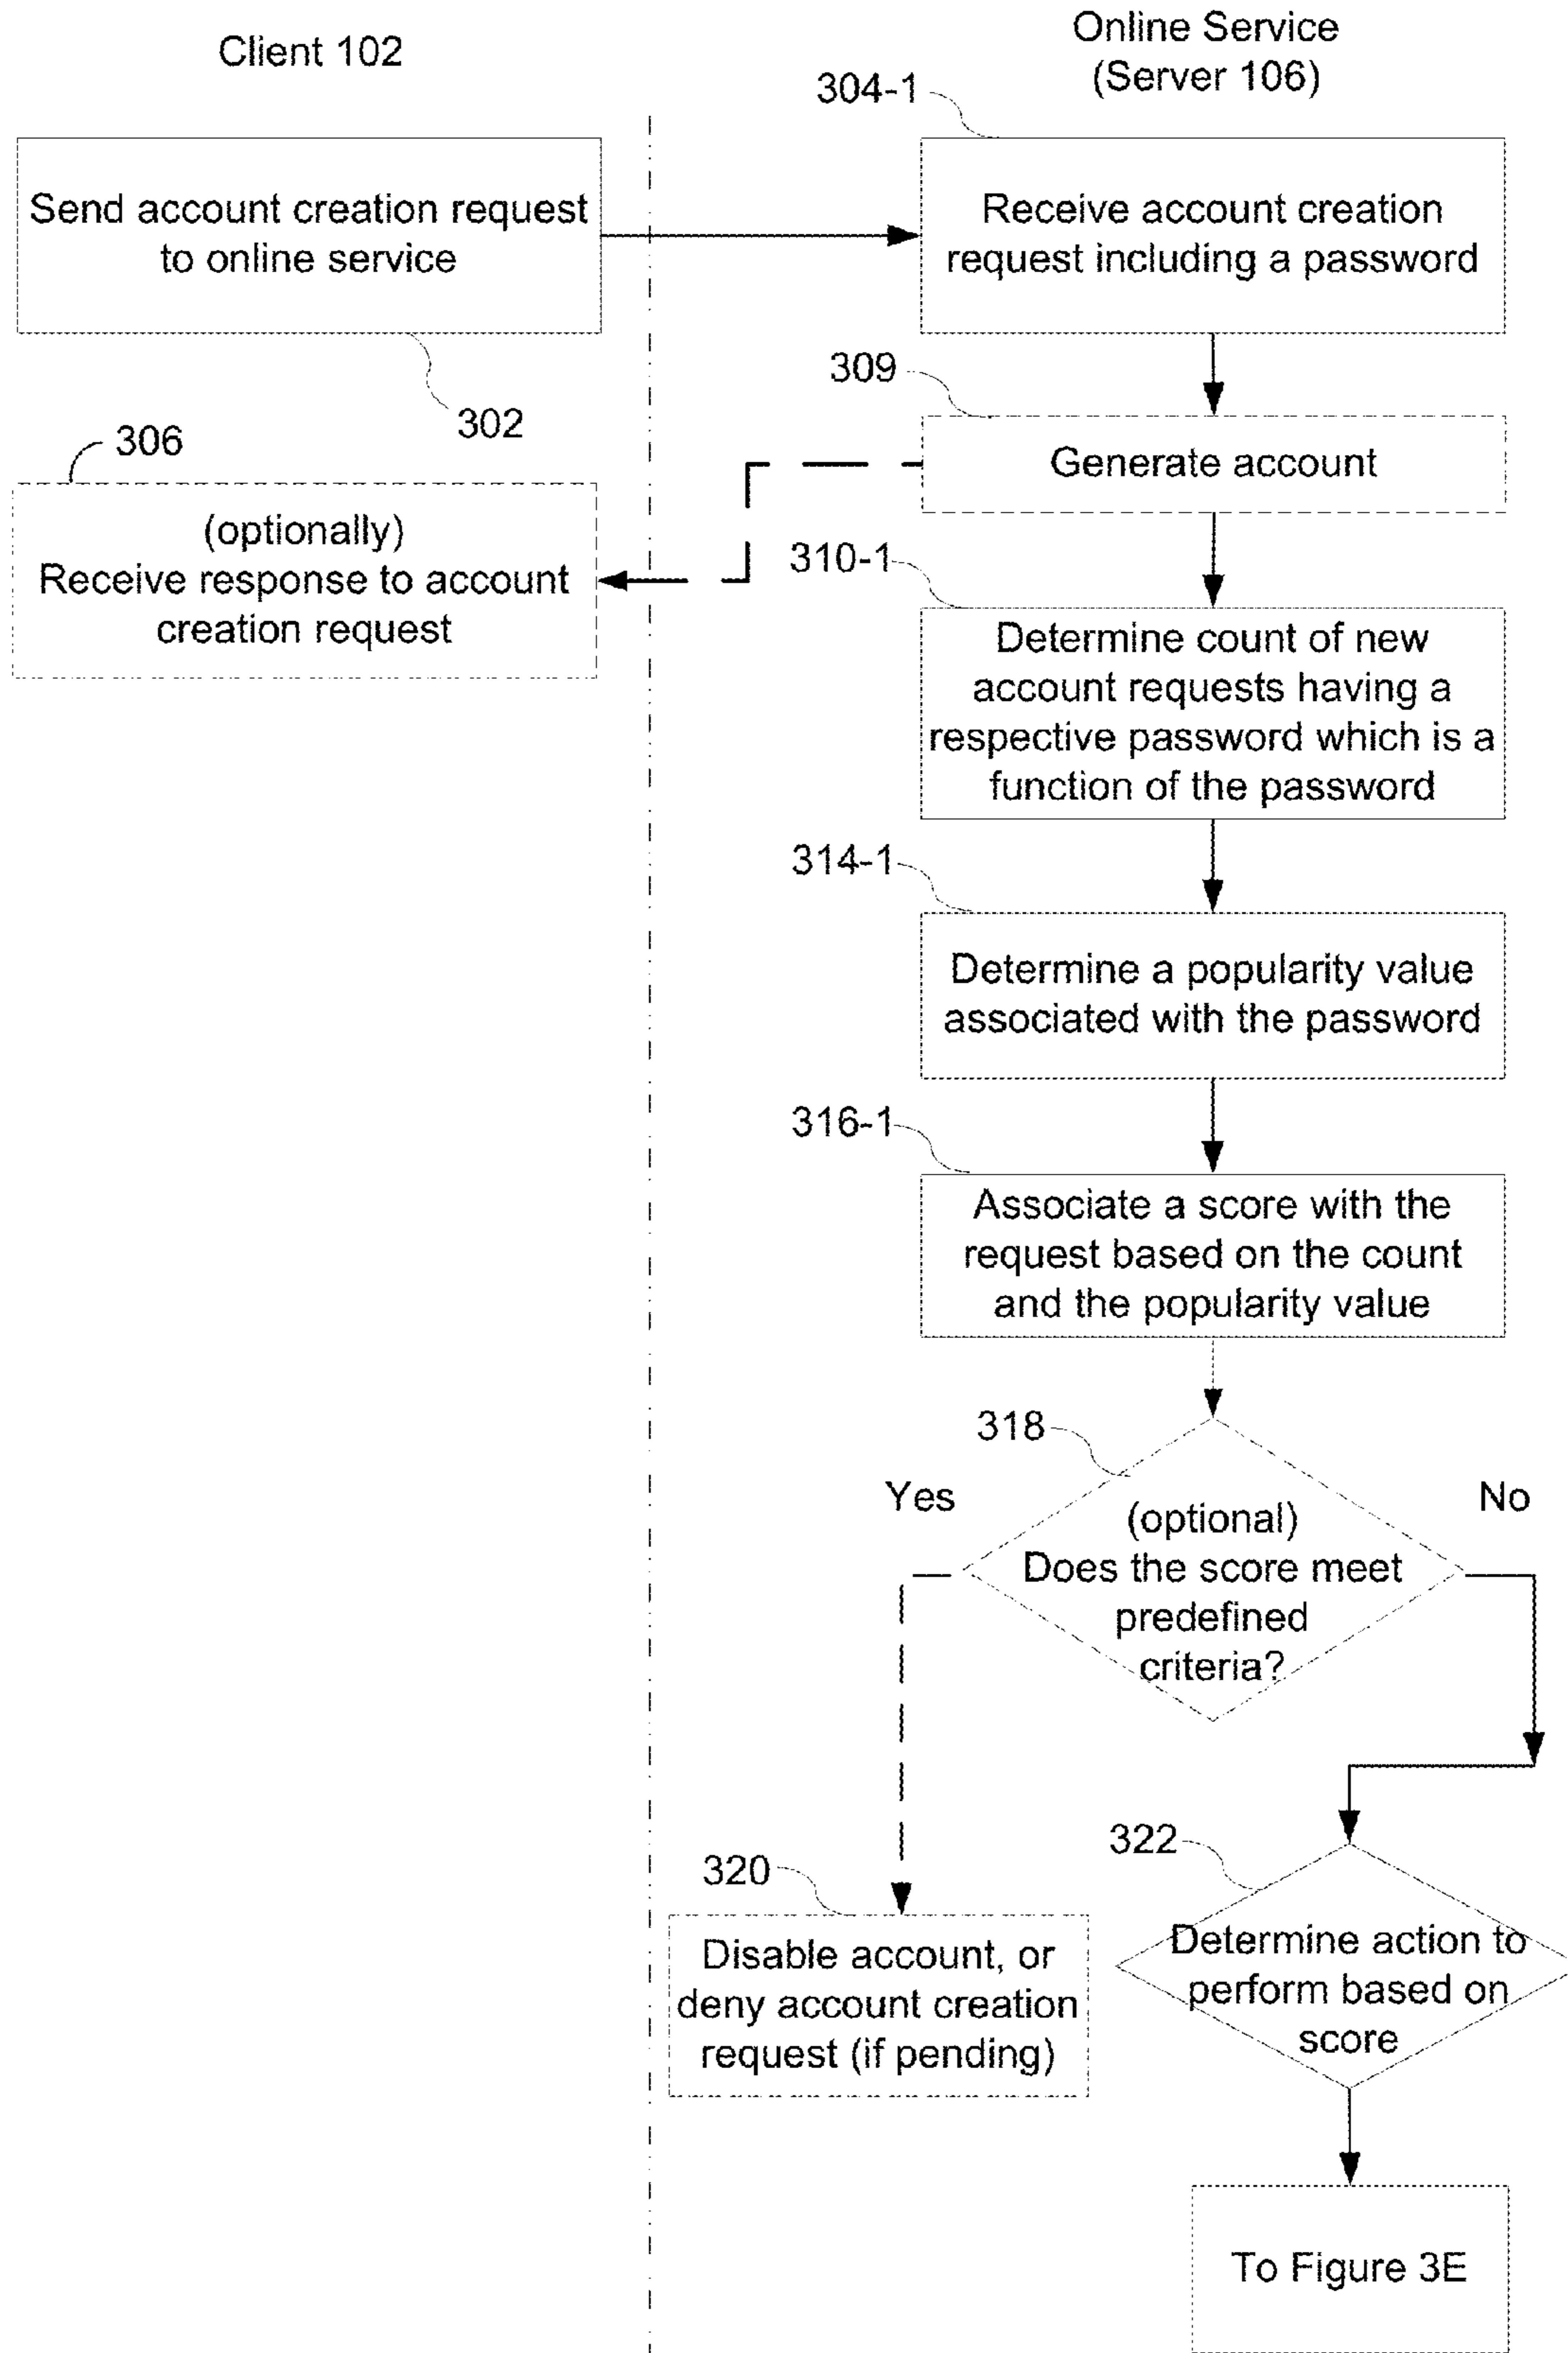 Client 102
Online Service
(Server 106)
304-1
Send account creation request
to online service
Receive account creation
request including a password
302
309
306
Generate account
(optionally)
Receive response to account
creation request
310-1
Determine count of new
account requests having a
respective password which is a
function of the password
314-1
Determine a popularity value
associated with the password
316-1
Associate a score with the
request based on the count
and the popularity value
318
Yes
No
(optional)
Does the score meet
predefined
criteria?
322
320
Disable account, or
deny account creation
request (if pending)
Determine action to
perform based on
score
To Figure 3E